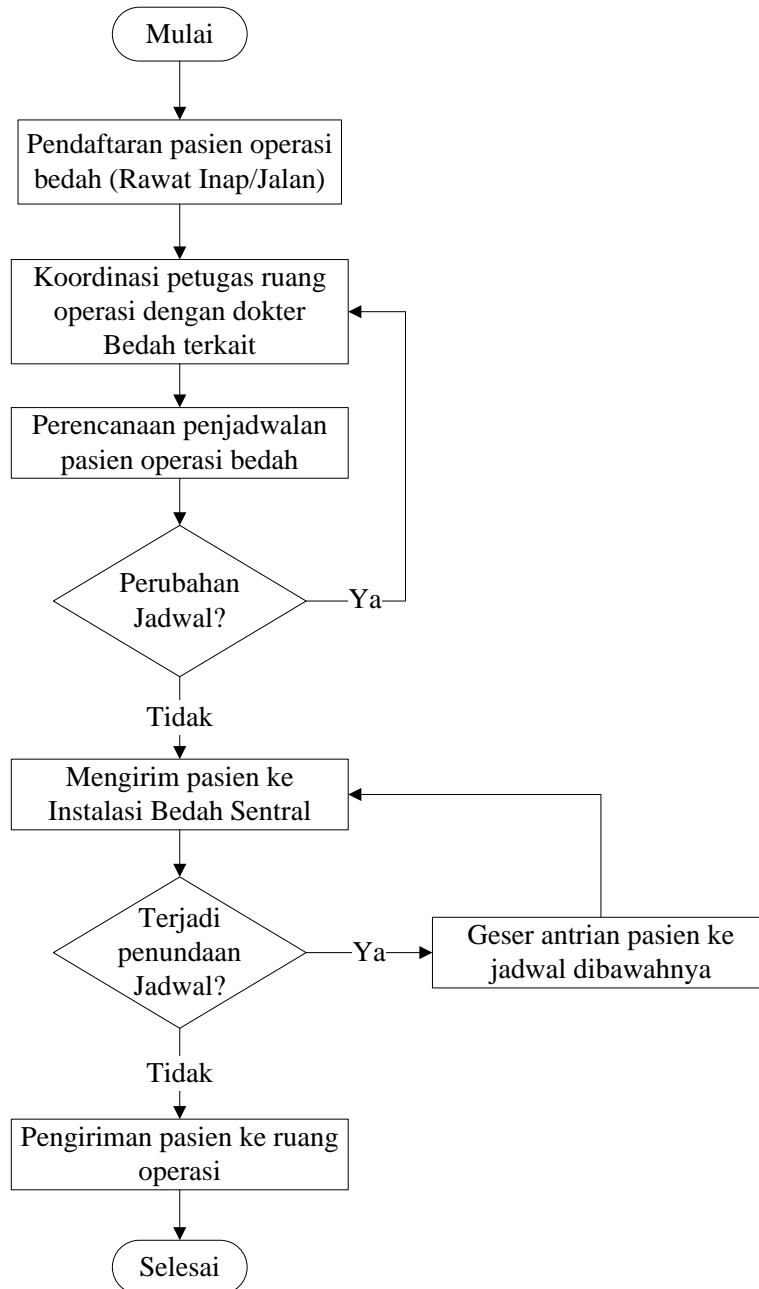 Mulai
Pendaftaran pasien operasi
bedah (Rawat Inap/Jalan)
Koordinasi petugas ruang
operasi dengan dokter
Bedah terkait
Perencanaan penjadwalan
pasien operasi bedah
Perubahan
Jadwal?
Ya
Tidak
Mengirim pasien ke
Instalasi Bedah Sentral
Terjadi
penundaan
Jadwal?
Ya
Geser antrian pasien ke
jadwal dibawahnya
Tidak
Pengiriman pasien ke ruang
operasi
Selesai